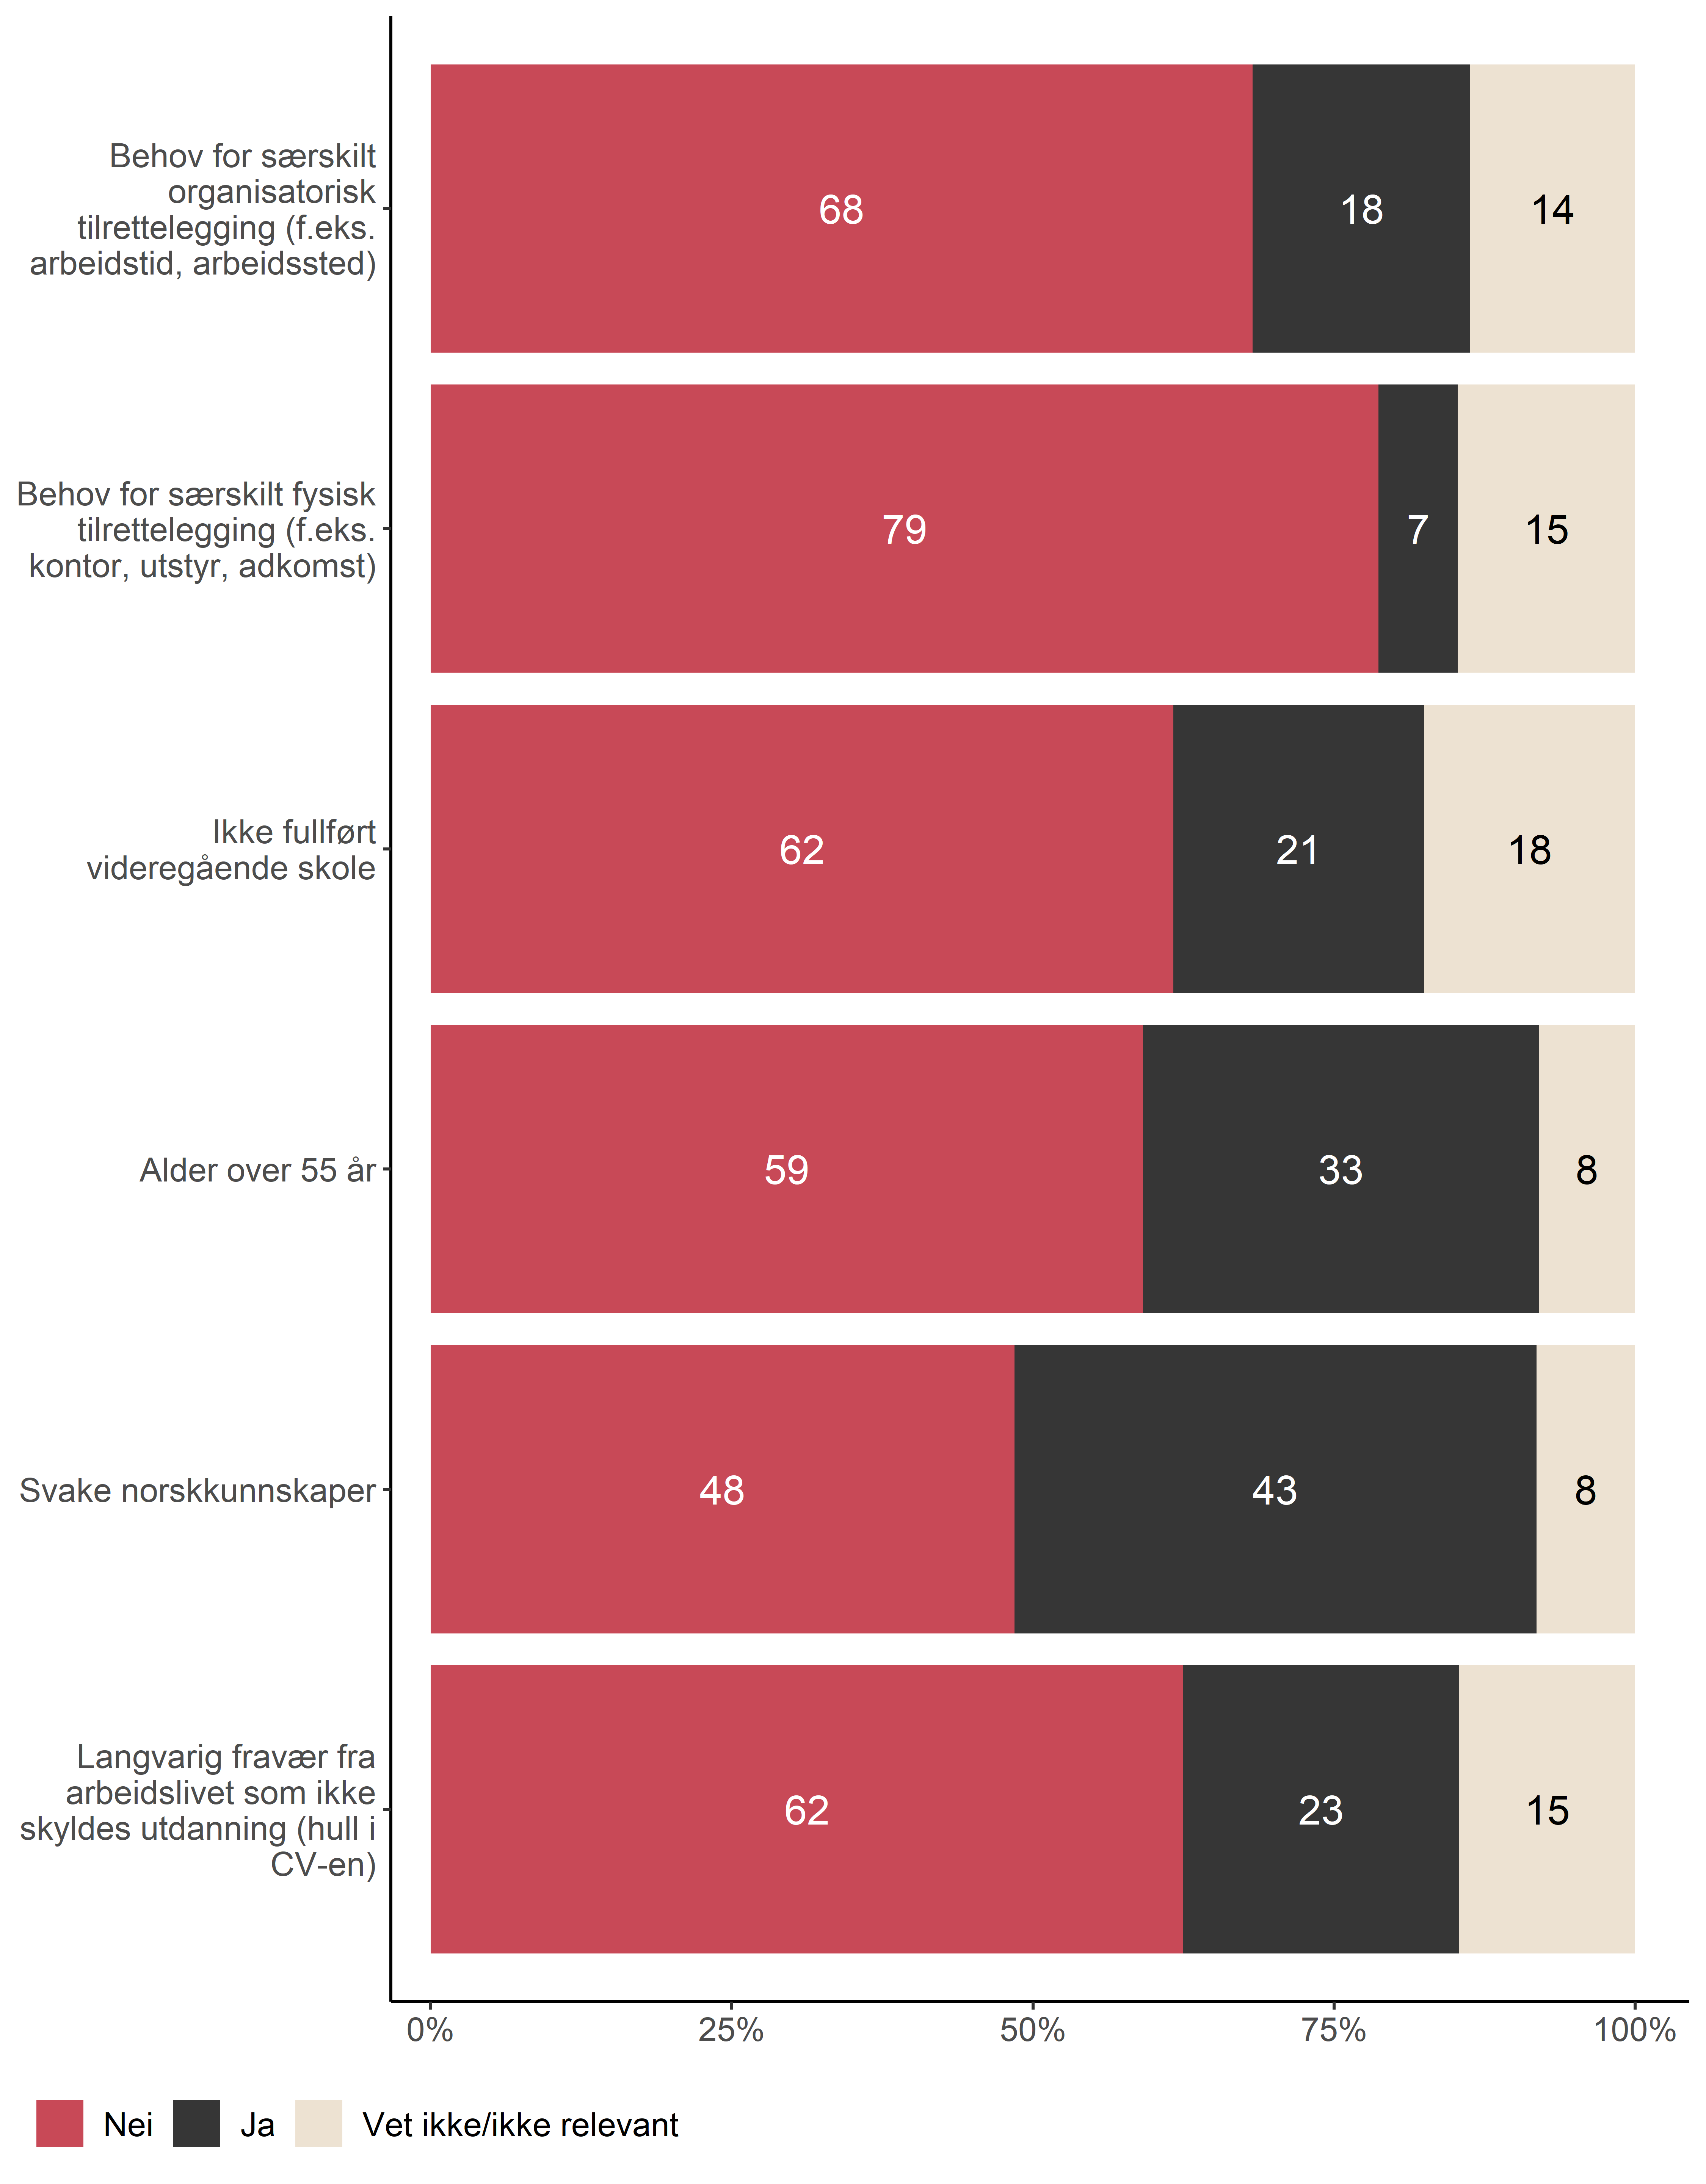 Behov for særskilt
organisatorisk
tilrettelegging (f.eks.
arbeidstid, arbeidssted)
68 18 14
Behov for særskilt fysisk
tilrettelegging (f.eks.
kontor, utstyr, adkomst)
79 7 15
Ikke fullført
videregående skole
62 21 18
Alder over 55 år
59 33 8
Svake norskkunnskaper
48 43 8
Langvarig fravær fra
arbeidslivet som ikke
skyldes utdanning (hull i
CV-en)
62 23 15
0% 25% 50% 75% 100%
Nei Ja Vet ikke/ikke relevant